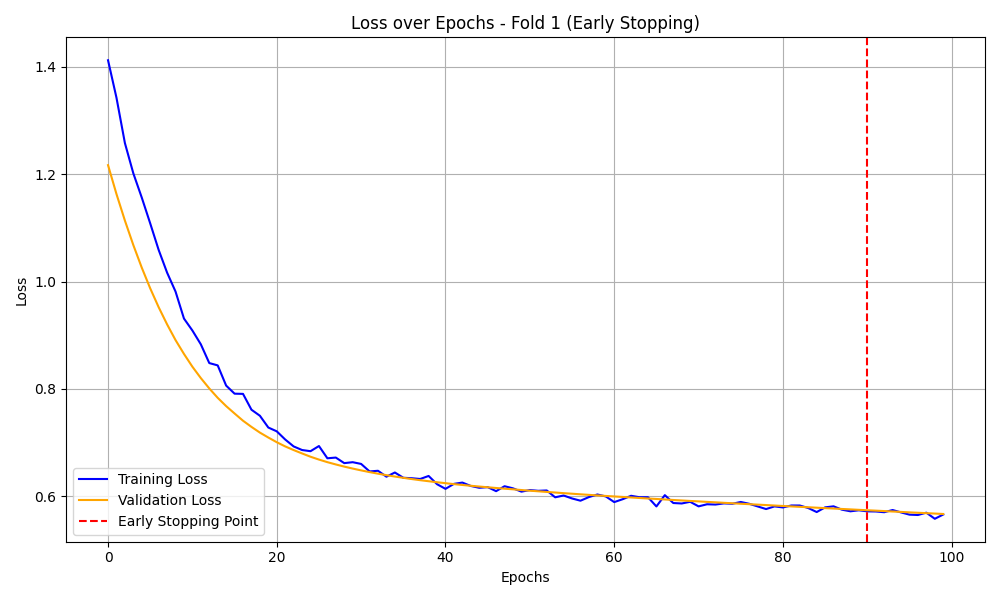 Loss over Epochs - Fold 1 (Early Stopping)
1.4
1.2
1.0
0.8
0.6
Loss
Training Loss
Validation Loss
Early Stopping Point
0 20 40 60 80 100
Epochs